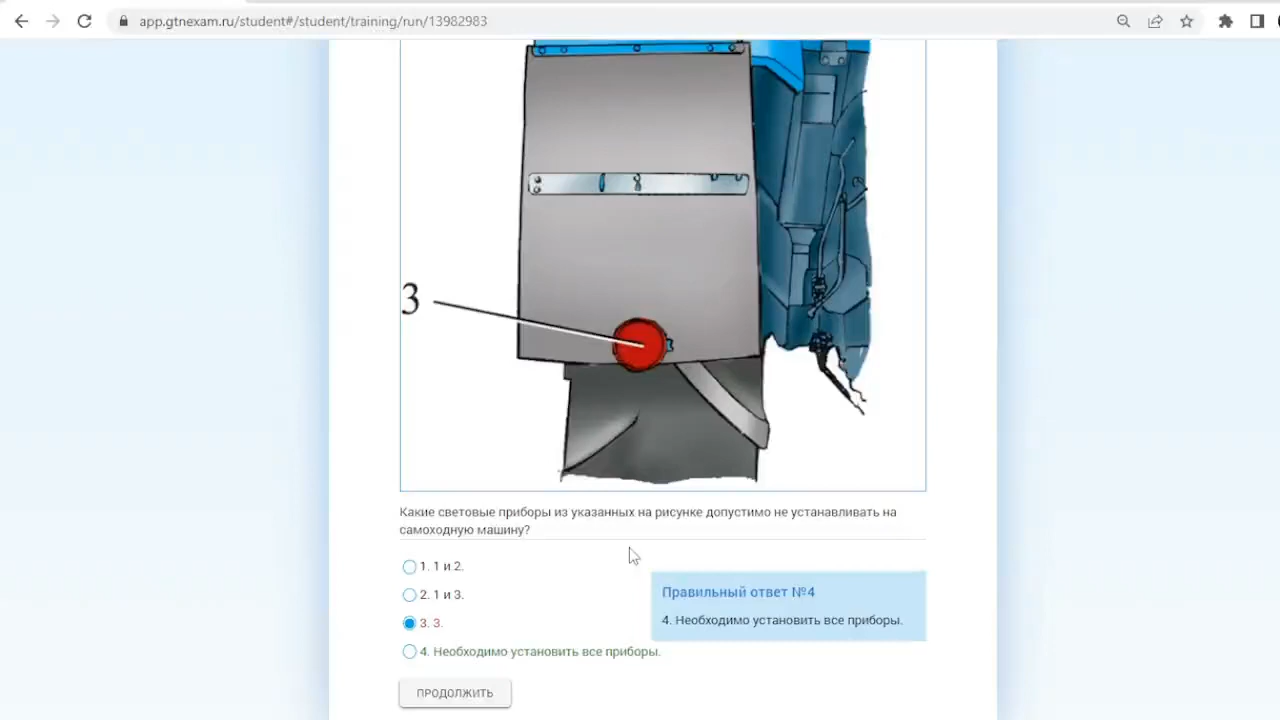 app.gtnexam.ru/student#/student/training/run/13982983
3
Какие световые приборы из указанных на рисунке допустимо не устанавливать на
самоходную машину?
1. 1 и 2.
2. 1 и 3.
3. 3.
4. Необходимо установить все приборы.
Правильный ответ №4
4. Необходимо установить все приборы.
ПРОДОЛЖИТЬ